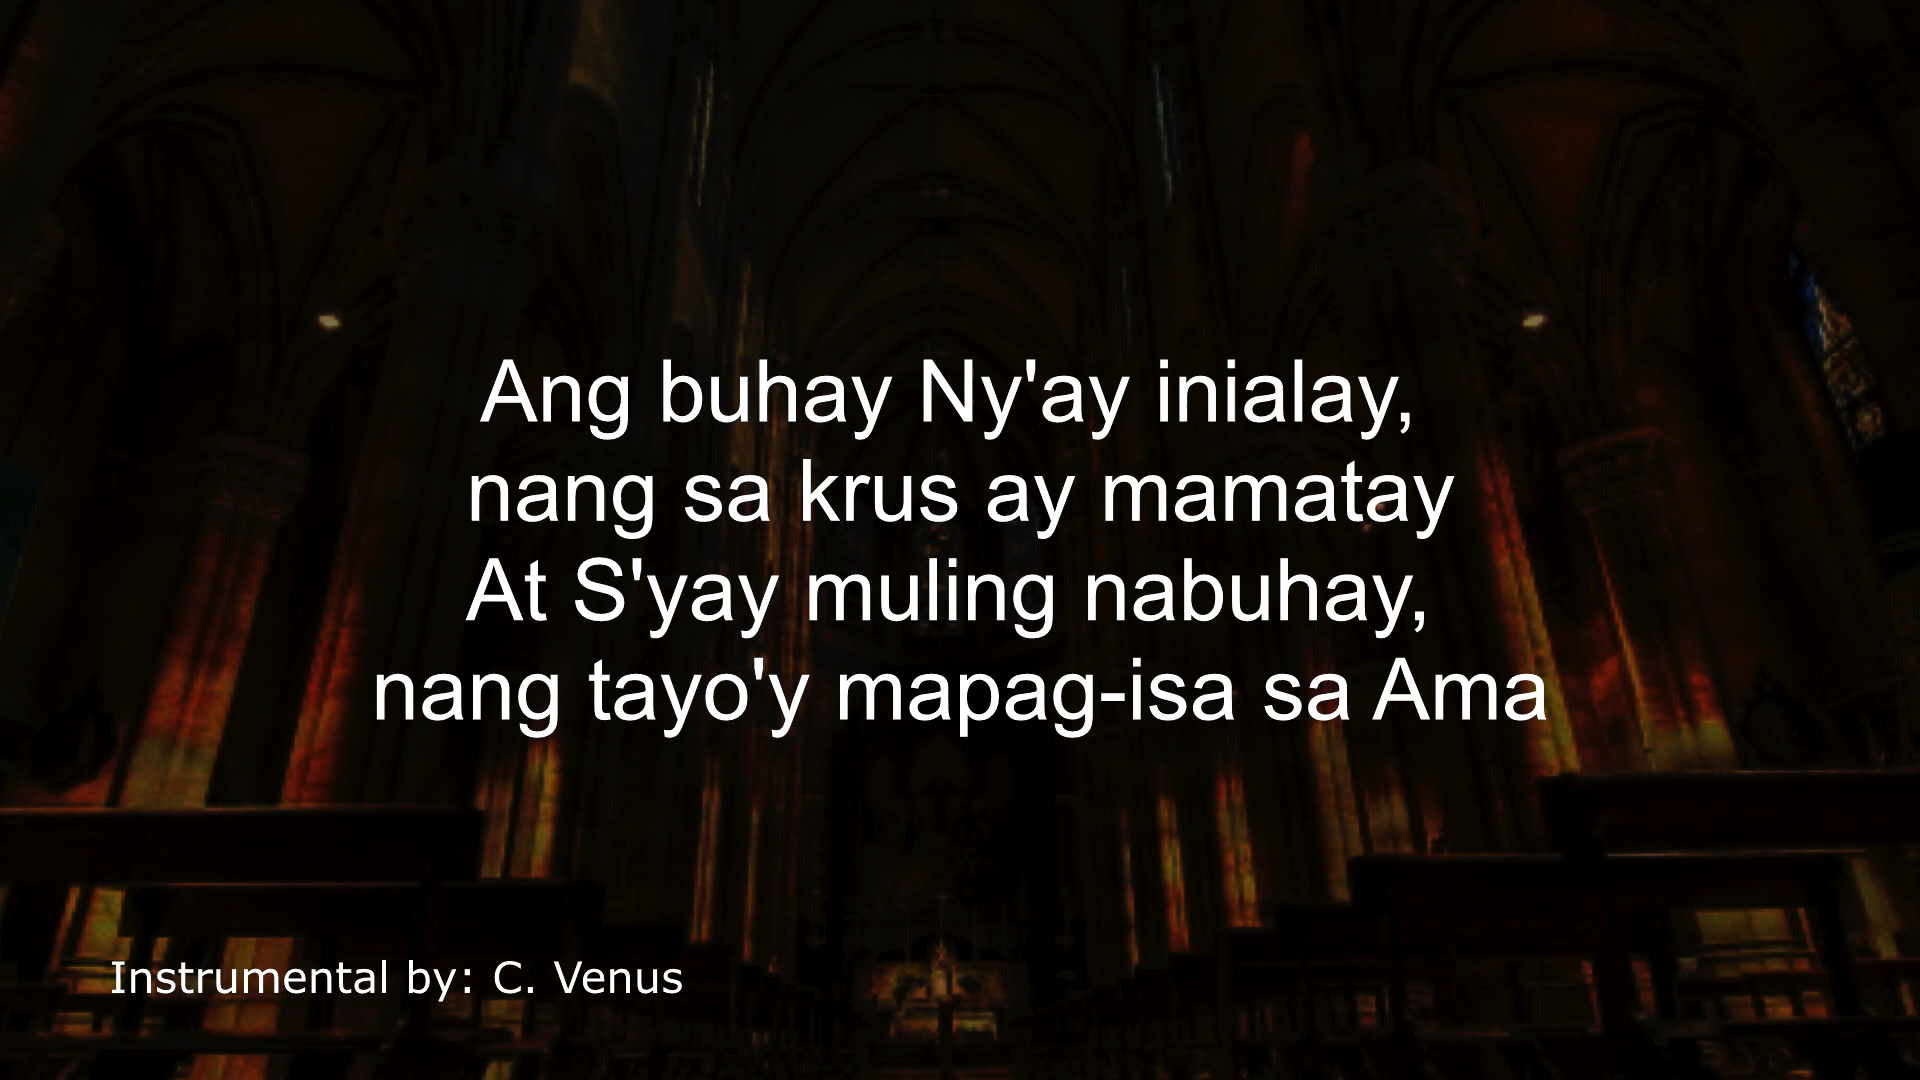 Ang buhay Ny'ay inialay,
nang sa krus ay mamatay
At S'yay muling nabuhay,
nang tayo'y mapag-isa sa Ama
Instrumental by: C. Venus